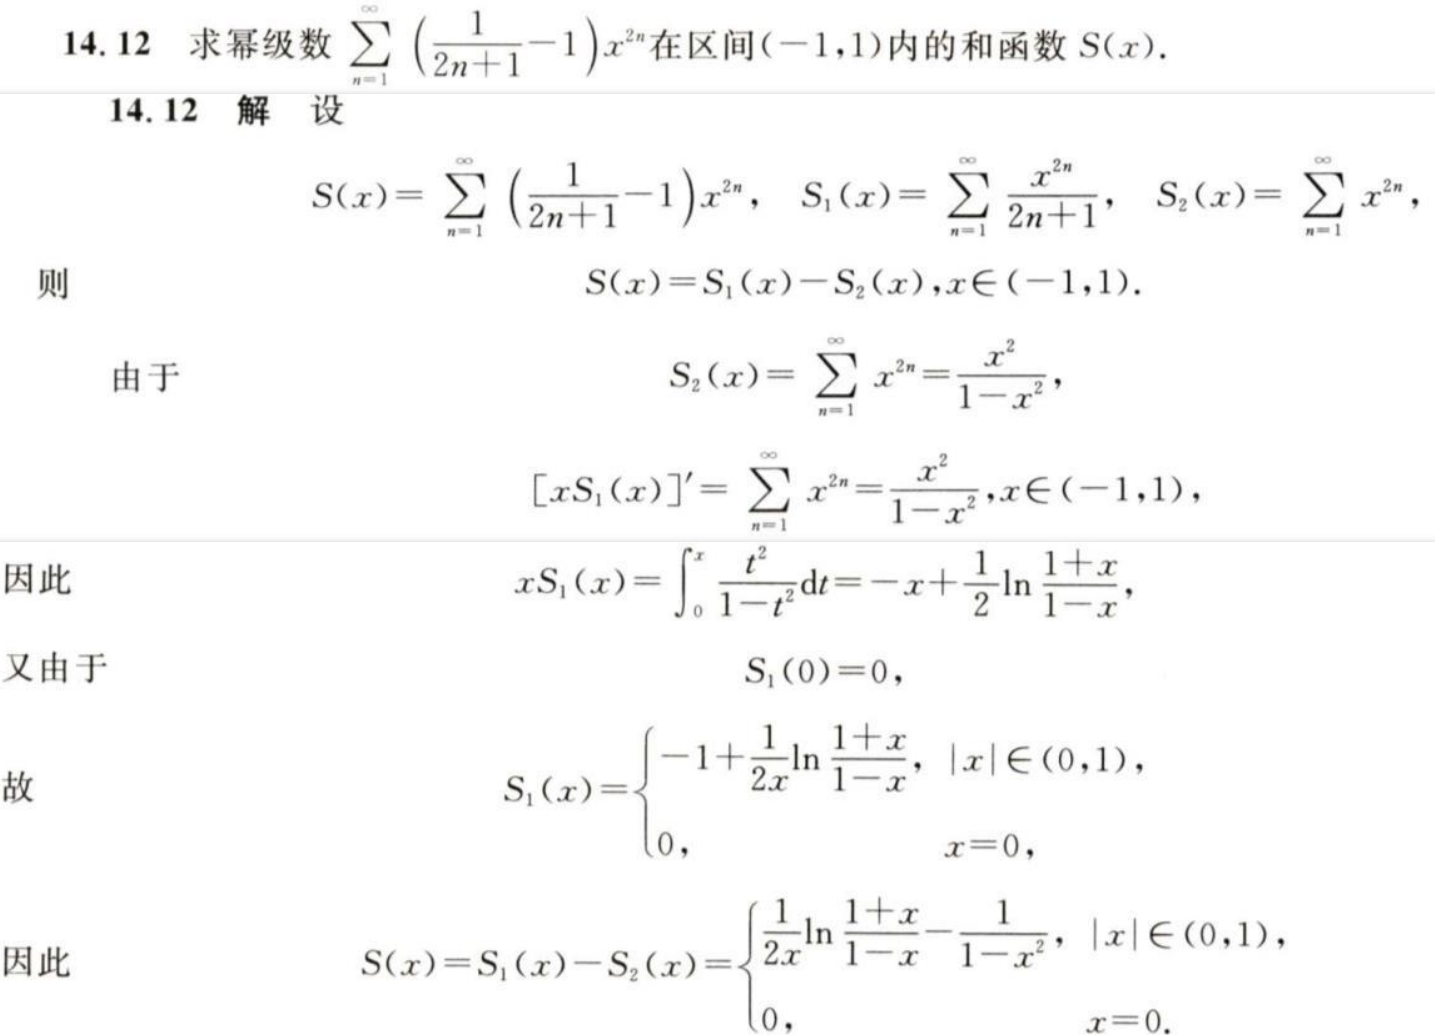 14.12 求幂级数 $\sum_{n=1}^{\infty}\left(\frac{1}{2n+1}-1\right)x^{2n}$ 在区间(-1,1)内的和函数 S(x).
14.12 解 设
$S(x)=\sum_{n=1}^{\infty}\left(\frac{1}{2n+1}-1\right)x^{2n}, S_1(x)=\sum_{n=1}^{\infty}\frac{x^{2n}}{2n+1}, S_2(x)=\sum_{n=1}^{\infty}x^{2n},$
则 $S(x)=S_1(x)-S_2(x), x\in(-1,1).$
由于 $S_2(x)=\sum_{n=1}^{\infty}x^{2n}=\frac{x^2}{1-x^2},$
$[xS_1(x)]'=\sum_{n=1}^{\infty}x^{2n}=\frac{x^2}{1-x^2}, x\in(-1,1),$
因此 $xS_1(x)=\int_0^x\frac{t^2}{1-t^2}dt=-x+\frac{1}{2}\ln\frac{1+x}{1-x},$
又由于 $S_1(0)=0,$
故 $S_1(x)=\begin{cases}-1+\frac{1}{2x}\ln\frac{1+x}{1-x}, & |x|\in(0,1),\\ 0, & x=0,\end{cases}$
因此 $S(x)=S_1(x)-S_2(x)=\begin{cases}\frac{1}{2x}\ln\frac{1+x}{1-x}-\frac{1}{1-x^2}, & |x|\in(0,1),\\ 0, & x=0.\end{cases}$